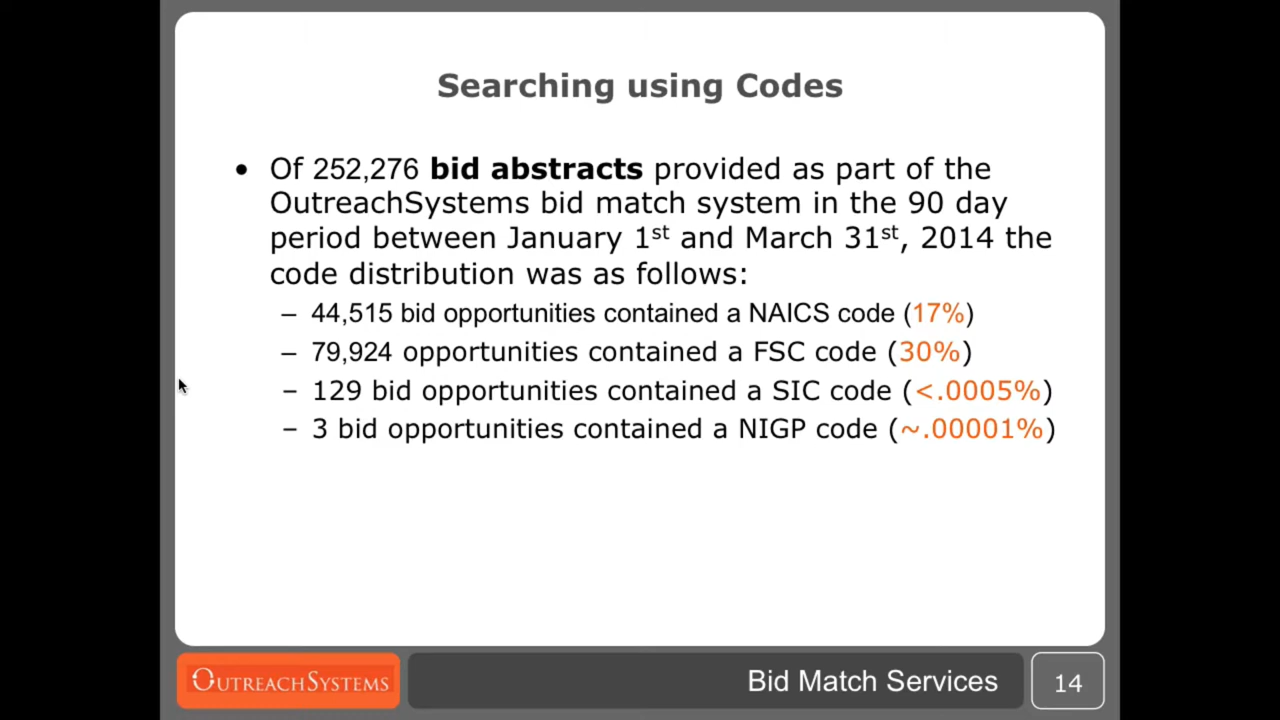 Searching using Codes
• Of 252,276 bid abstracts provided as part of the
OutreachSystems bid match system in the 90 day
period between January 1st and March 31st, 2014 the
code distribution was as follows:
– 44,515 bid opportunities contained a NAICS code (17%)
– 79,924 opportunities contained a FSC code (30%)
– 129 bid opportunities contained a SIC code (<.0005%)
– 3 bid opportunities contained a NIGP code (~.00001%)
OUTREACHSYSTEMS
Bid Match Services
14